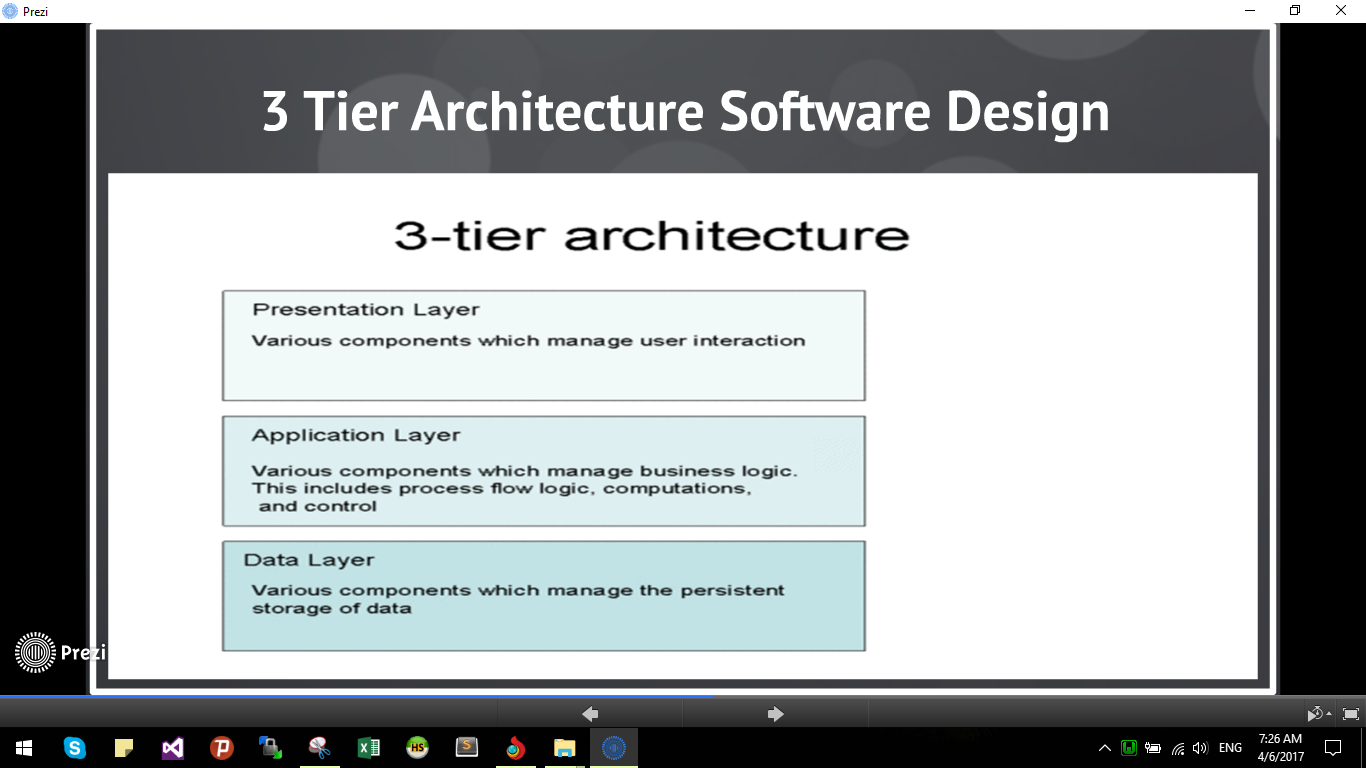 Prezi
3 Tier Architecture Software Design
3-tier architecture
Presentation Layer
Various components which manage user interaction
Application Layer
Various components which manage business logic.
This includes process flow logic, computations,
and control
Data Layer
Various components which manage the persistent
storage of data
Prezi
HS
ENG
7:26 AM
4/6/2017